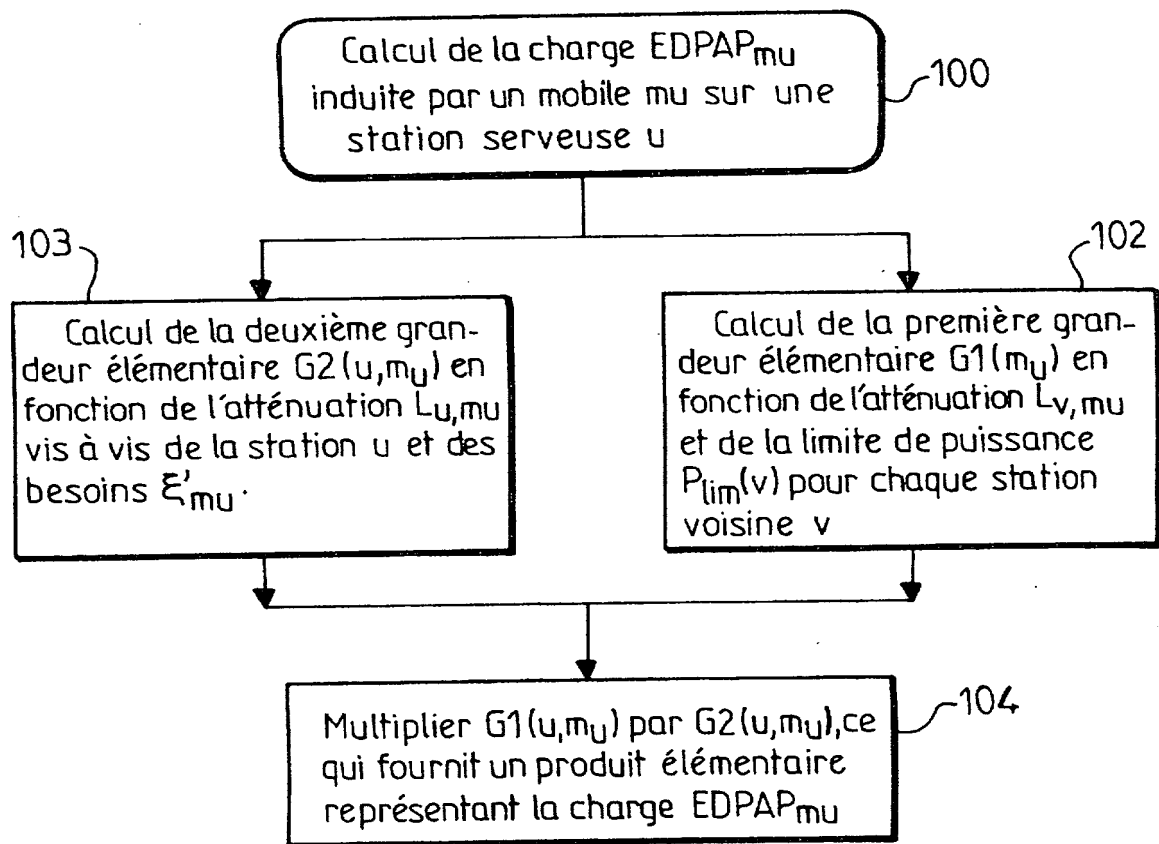 Calcul de la charge EDPAPmu
induite par un mobile mu sur une
station serveuse u
100
103
102
Calcul de la deuxième gran-
deur élémentaire G2(u,mu) en
fonction de l'atténuation Lu,mu
vis à vis de la station u et des
besoins ξ'mu.
Calcul de la première gran-
deur élémentaire G1(mu) en
fonction de l'atténuation Lv,mu
et de la limite de puissance
Plim(v) pour chaque station
voisine v
104
Multiplier G1(u,mu) par G2(u,mu),ce
qui fournit un produit élémentaire
représentant la charge EDPAPmu